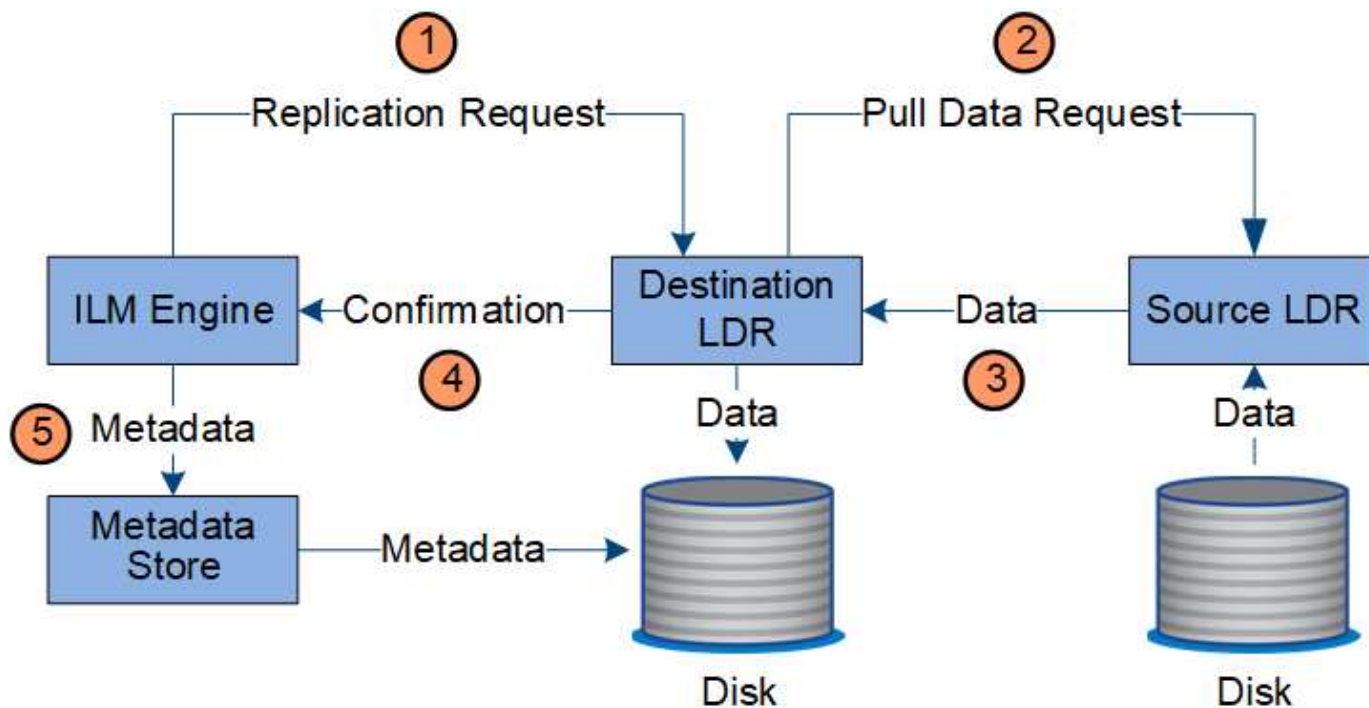 1
2
Replication Request
Pull Data Request
ILM Engine
Confirmation
Destination
LDR
Data
Source LDR
4
3
5
Metadata
Data
Data
Metadata
Store
Metadata
Disk
Disk